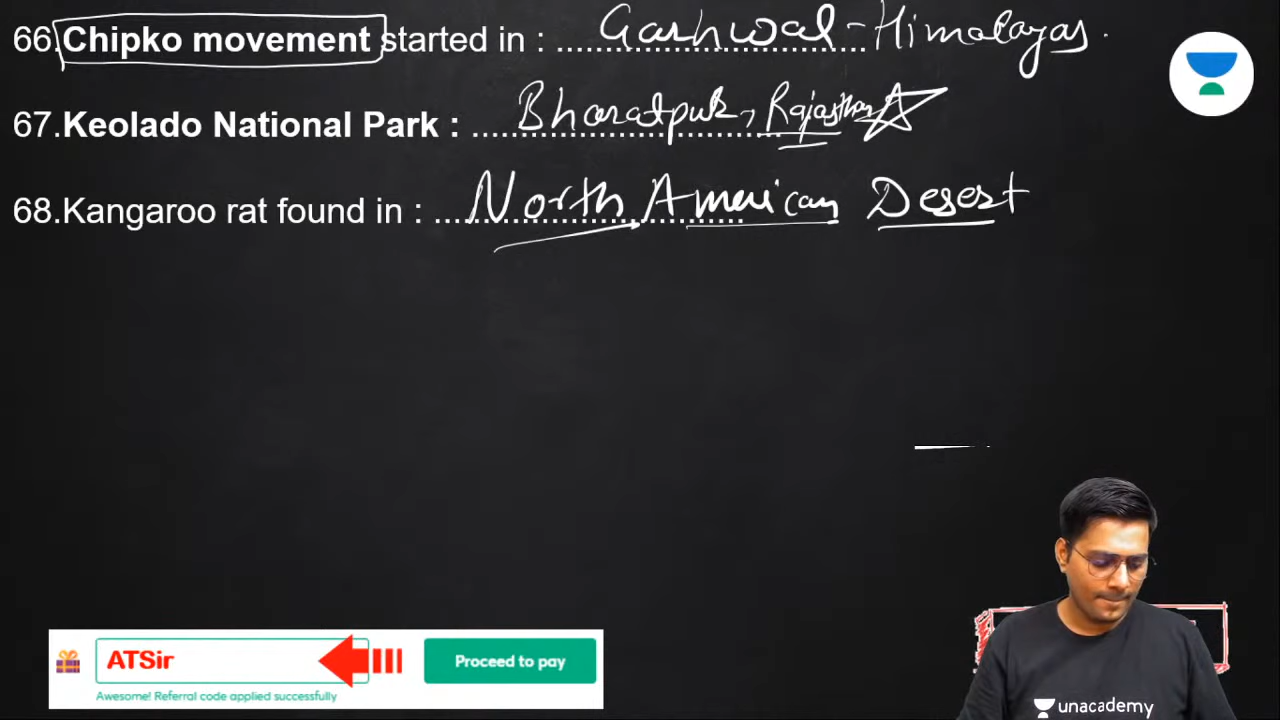 66.Chipko movement started in : .................................. Garhwal-Himalayas.
67.Keolado National Park : .................................. Bharatpur, Rajasthan
68.Kangaroo rat found in : .................................. North American Desert
ATSir
Proceed to pay
Awesome! Referral code applied successfully
unacademy